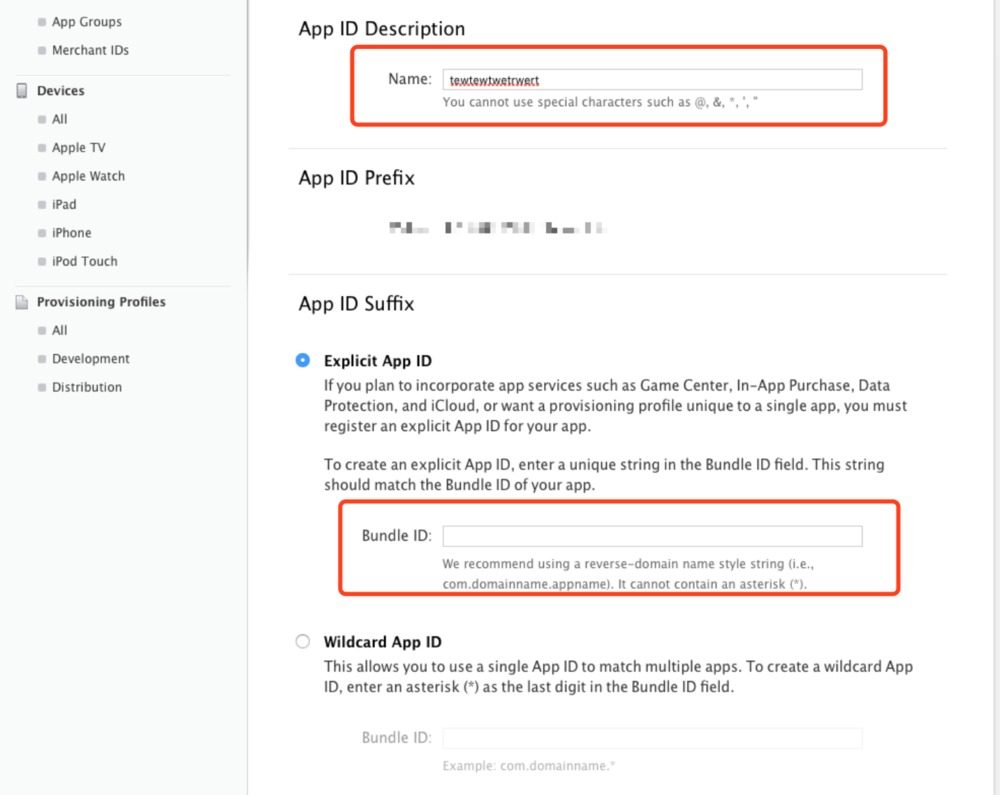 App Groups
Merchant IDs
Devices
All
Apple TV
Apple Watch
iPad
iPhone
iPod Touch
Provisioning Profiles
All
Development
Distribution
App ID Description
Name: tewtewtwetrwert
You cannot use special characters such as @, &, *, ', "
App ID Prefix
App ID Suffix
Explicit App ID
If you plan to incorporate app services such as Game Center, In-App Purchase, Data
Protection, and iCloud, or want a provisioning profile unique to a single app, you must
register an explicit App ID for your app.
To create an explicit App ID, enter a unique string in the Bundle ID field. This string
should match the Bundle ID of your app.
Bundle ID:
We recommend using a reverse-domain name style string (i.e.,
com.domainname.appname). It cannot contain an asterisk (*).
Wildcard App ID
This allows you to use a single App ID to match multiple apps. To create a wildcard App
ID, enter an asterisk (*) as the last digit in the Bundle ID field.
Bundle ID:
Example: com.domainname.*